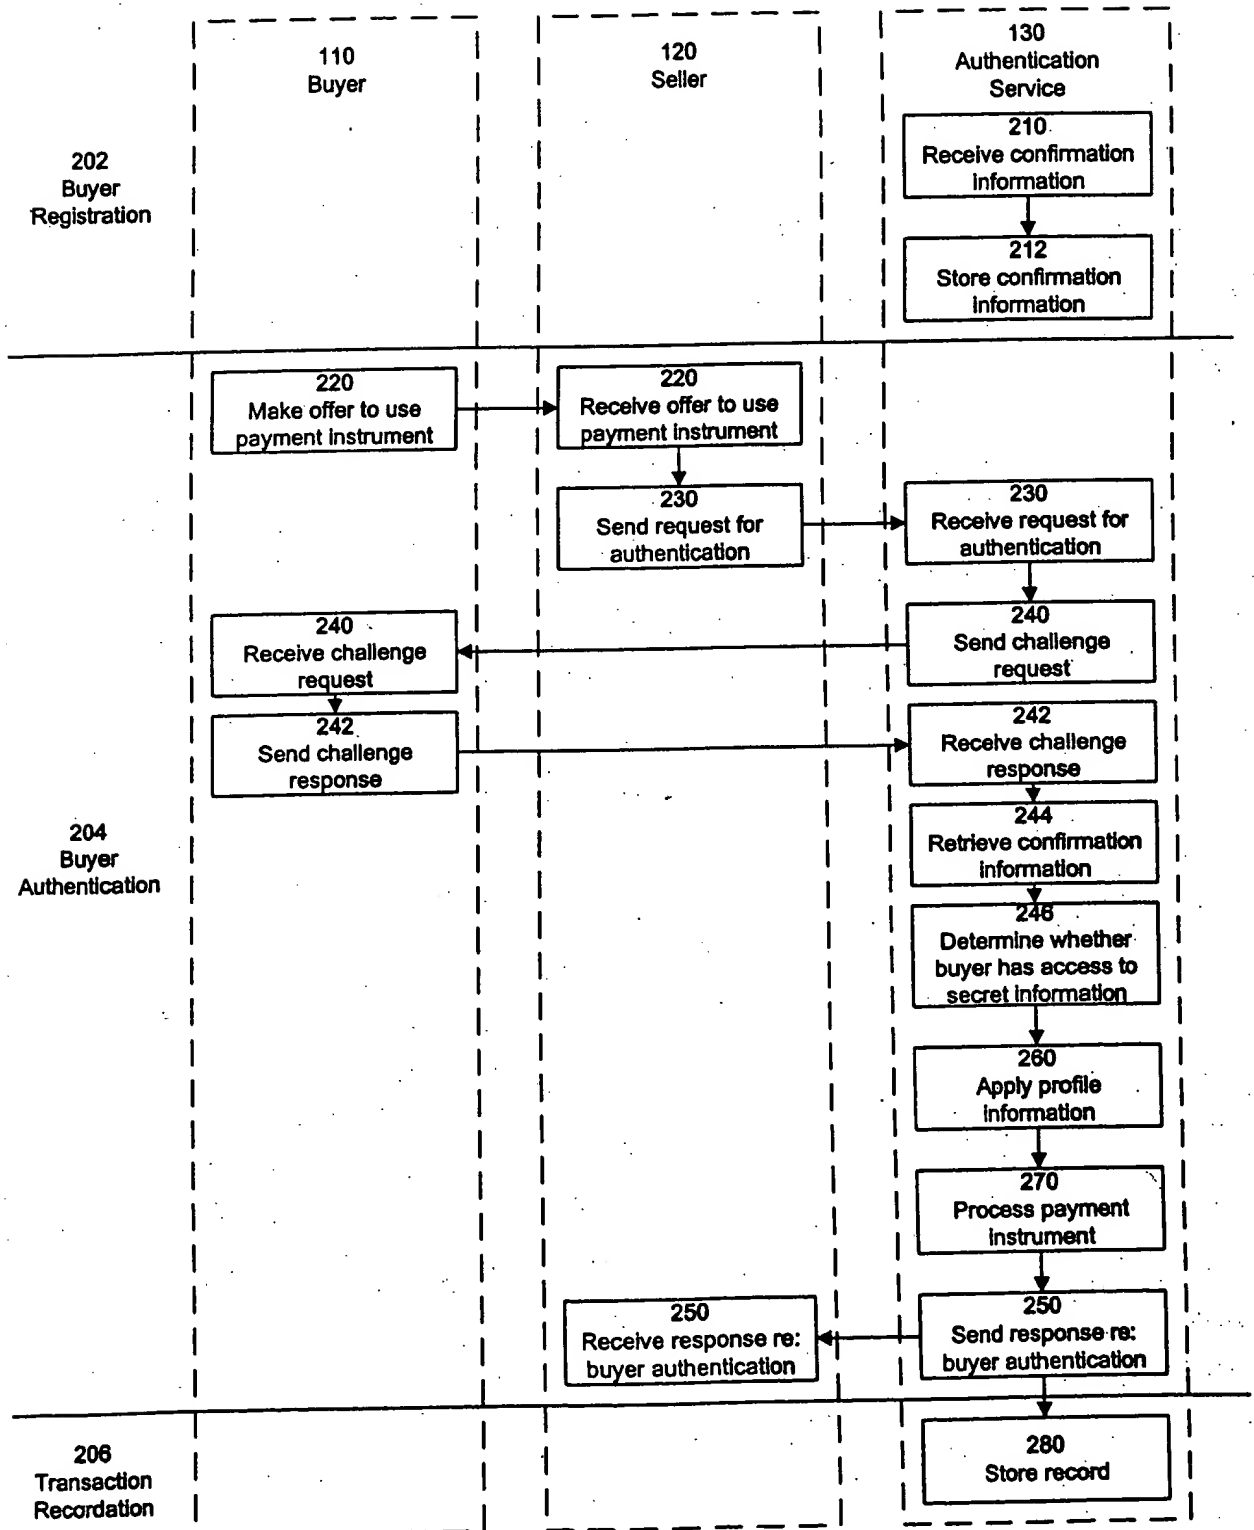 110
Buyer
120
Seller
130
Authentication
Service
202
Buyer
Registration
210
Receive confirmation
information
212
Store confirmation
information
220
Make offer to use
payment instrument
220
Receive offer to use
payment instrument
230
Send request for
authentication
230
Receive request for
authentication
240
Receive challenge
request
240
Send challenge
request
242
Send challenge
response
242
Receive challenge
response
204
Buyer
Authentication
244
Retrieve confirmation
information
246
Determine whether
buyer has access to
secret information
260
Apply profile
information
270
Process payment
instrument
250
Receive response re:
buyer authentication
250
Send response re:
buyer authentication
206
Transaction
Recordation
280
Store record